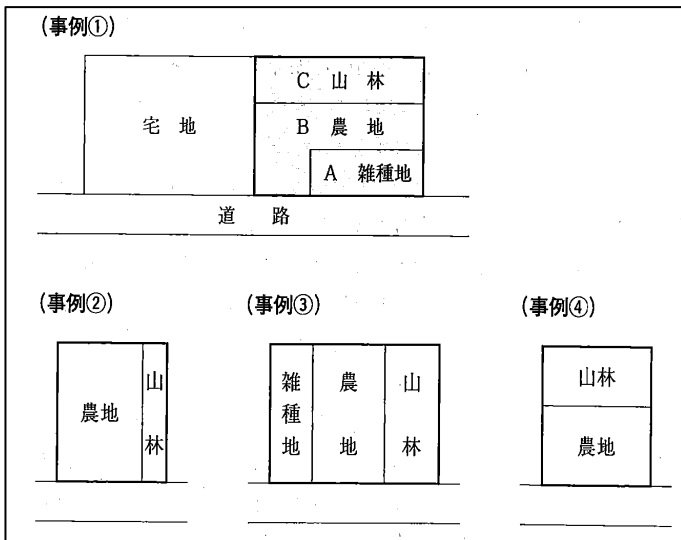 (事例①)
宅地
C 山林
B 農地
A 雑種地
道路
(事例②)
農地
山林
(事例③)
雑種地
農地
山林
(事例④)
山林
農地